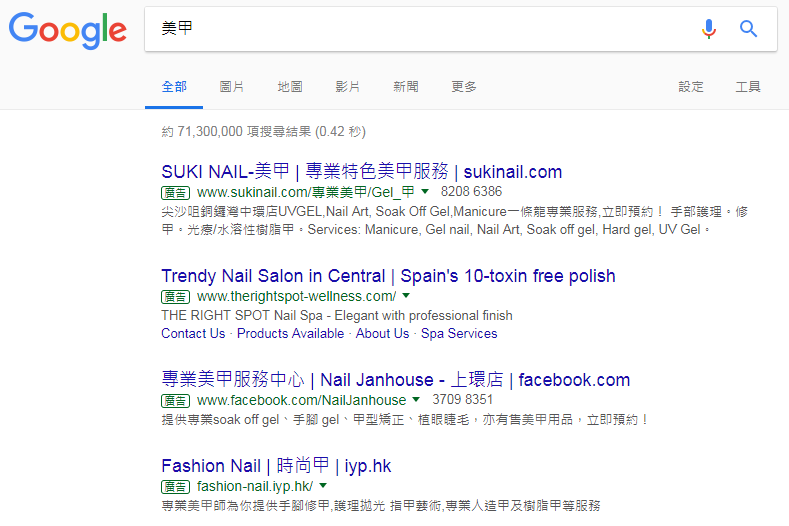 Google
美甲
全部 圖片 地圖 影片 新聞 更多 設定 工具
約 71,300,000 項搜尋結果 (0.42 秒)
SUKI NAIL-美甲 | 專業特色美甲服務 | sukinail.com
廣告 www.sukinail.com/專業美甲/Gel_甲 8208 6386
尖沙咀銅鑼灣中環店UVGEL,Nail Art, Soak Off Gel,Manicure一條龍專業服務,立即預約！ 手部護理。修
甲。光療/水溶性樹脂甲。Services: Manicure, Gel nail, Nail Art, Soak off gel, Hard gel, UV Gel。
Trendy Nail Salon in Central | Spain's 10-toxin free polish
廣告 www.therightspot-wellness.com/
THE RIGHT SPOT Nail Spa - Elegant with professional finish
Contact Us · Products Available · About Us · Spa Services
專業美甲服務中心 | Nail Janhouse - 上環店 | facebook.com
廣告 www.facebook.com/NailJanhouse 3709 8351
提供專業soak off gel、手腳 gel、甲型矯正、植眼睫毛，亦有售美甲用品，立即預約！
Fashion Nail | 時尚甲 | iyp.hk
廣告 fashion-nail.iyp.hk/
專業美甲師為你提供手腳修甲,護理拋光 指甲藝術,專業人造甲及樹脂甲等服務